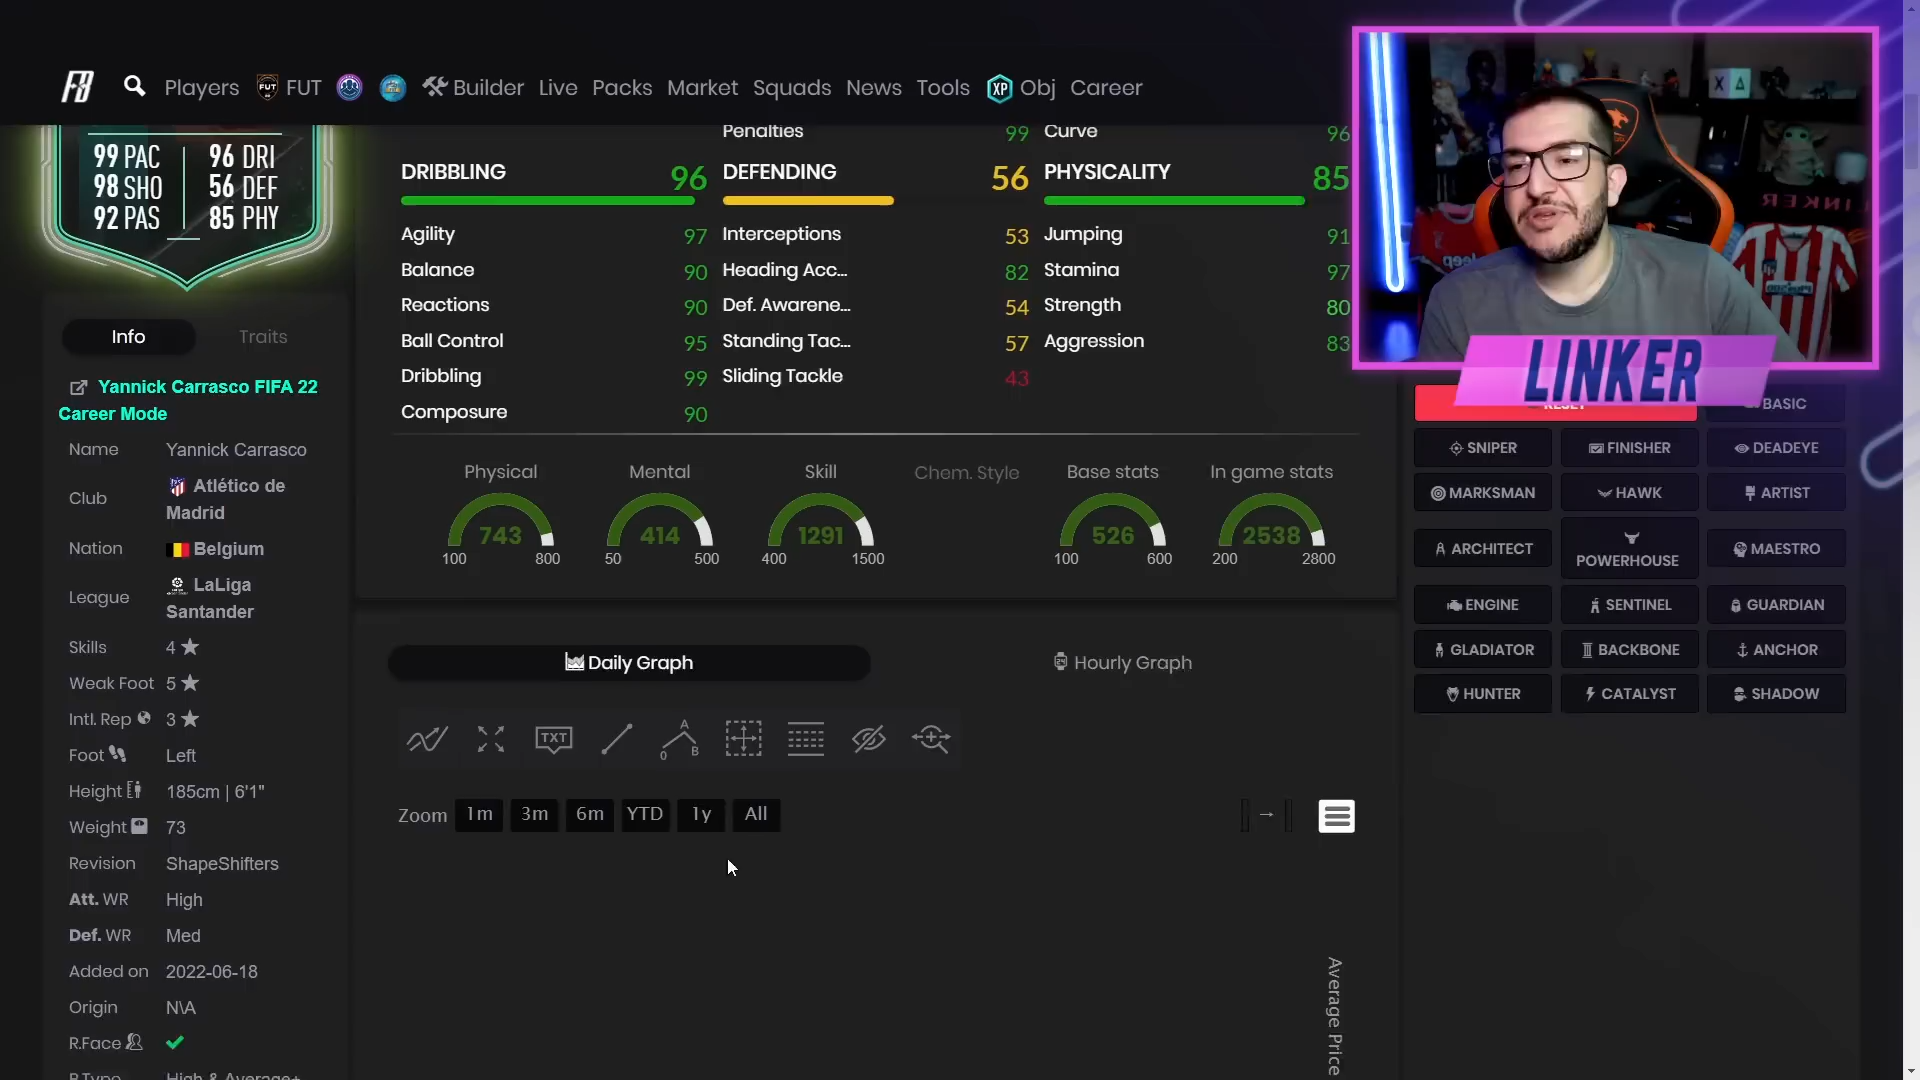 Players FUT Builder Live Packs Market Squads News Tools XP Obj Career
99 PAC 96 DRI
98 SHO 56 DEF
92 PAS 85 PHY
Penalties 99 Curve 96
DRIBBLING 96 DEFENDING 56 PHYSICALITY 85
Agility 97 Interceptions 53 Jumping 91
Balance 90 Heading Acc... 82 Stamina 97
Reactions 90 Def. Awarene... 54 Strength 80
Ball Control 95 Standing Tac... 57 Aggression 83
Dribbling 99 Sliding Tackle 43
Composure 90
LINKER
Info Traits
Yannick Carrasco FIFA 22
Career Mode
Name Yannick Carrasco
Club Atlético de
Madrid
Nation Belgium
League LaLiga
Santander
Skills 4
Weak Foot 5
Intl. Rep 3
Foot Left
Height 185cm | 6'1"
Weight 73
Revision ShapeShifters
Att. WR High
Def. WR Med
Added on 2022-06-18
Origin N\A
R.Face
B.Type High & Average+
Physical Mental Skill Chem. Style Base stats In game stats
743 414 1291 526 2538
100 800 50 500 400 1500 100 600 200 2800
Daily Graph Hourly Graph
TXT A
0 B
Zoom 1m 3m 6m YTD 1y All →
Average Price
RESET BASIC
SNIPER FINISHER DEADEYE
MARKSMAN HAWK ARTIST
ARCHITECT POWERHOUSE MAESTRO
ENGINE SENTINEL GUARDIAN
GLADIATOR BACKBONE ANCHOR
HUNTER CATALYST SHADOW